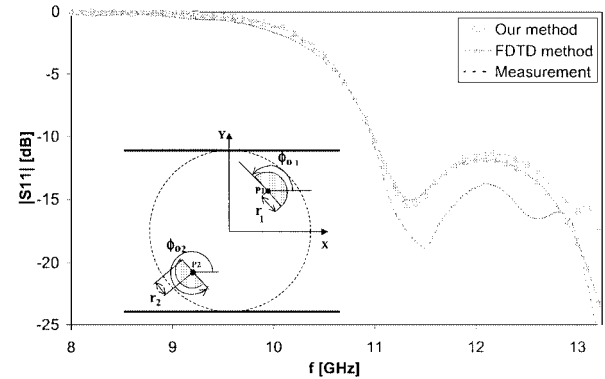 |S11| [dB]
0
-5
-10
-15
-20
-25
8
9
10
11
12
13
f [GHz]
Our method
FDTD method
Measurement
Y
X
ϕo1
P1
r1
ϕo2
P2
r2